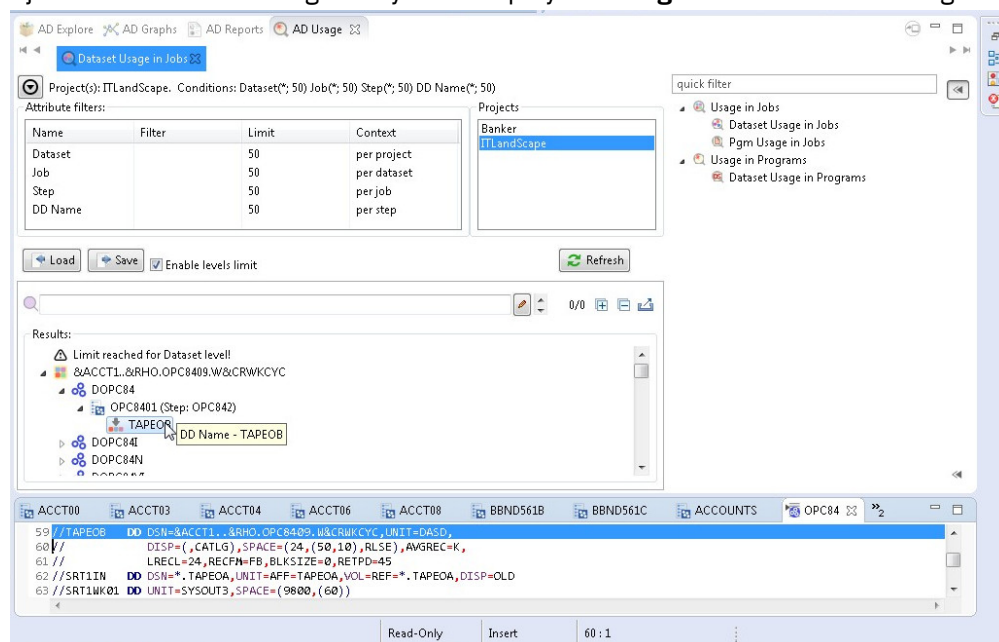 AD Explore AD Graphs AD Reports AD Usage
Dataset Usage in Jobs
Project(s): ITLandScape. Conditions: Dataset(*; 50) Job(*; 50) Step(*; 50) DD Name(*; 50)
quick filter
Attribute filters:
Projects
Name Filter Limit Context
Dataset 50 per project
Job 50 per dataset
Step 50 per job
DD Name 50 per step
Banker
ITLandScape
Usage in Jobs
Dataset Usage in Jobs
Pgm Usage in Jobs
Usage in Programs
Dataset Usage in Programs
Load Save Enable levels limit Refresh
0/0
Results:
Limit reached for Dataset level!
&ACCT1..&RHO.OPC8409.W&CRWKCYC
DOPC84
OPC8401 (Step: OPC842)
TAPEOB
DD Name - TAPEOB
DOPC84I
DOPC84N
ACCT00 ACCT03 ACCT04 ACCT06 ACCT08 BBND561B BBND561C ACCOUNTS OPC84 »2
59 //TAPEOB DD DSN=&ACCT1..&RHO.OPC8409.W&CRWKCYC,UNIT=DASD,
60 // DISP=(,CATLG),SPACE=(24,(50,10),RLSE),AVGREC=K,
61 // LRECL=24,RECFM=FB,BLKSIZE=0,RETPD=45
62 //SRT1IN DD DSN=*.TAPEOA,UNIT=AFF=TAPEOA,VOL=REF=*.TAPEOA,DISP=OLD
63 //SRT1WK01 DD UNIT=SYSOUT3,SPACE=(9800,(60))
Read-Only Insert 60 : 1